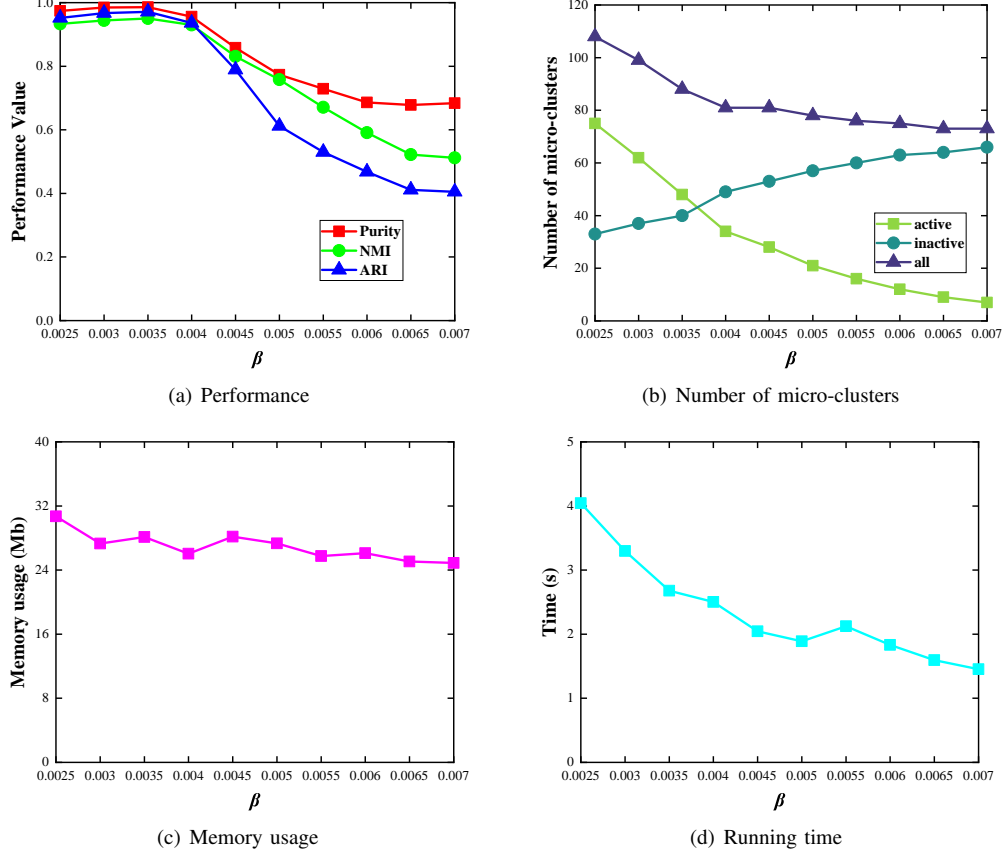 1.0
0.8
0.6
0.4
0.2
0.0
Performance Value
Purity
NMI
ARI
0.0025 0.003 0.0035 0.004 0.0045 0.005 0.0055 0.006 0.0065 0.007
β
(a) Performance
120
100
80
60
40
20
0
Number of micro-clusters
active
inactive
all
0.0025 0.003 0.0035 0.004 0.0045 0.005 0.0055 0.006 0.0065 0.007
β
(b) Number of micro-clusters
40
32
24
16
8
0
Memory usage (Mb)
0.0025 0.003 0.0035 0.004 0.0045 0.005 0.0055 0.006 0.0065 0.007
β
(c) Memory usage
5
4
3
2
1
0
Time (s)
0.0025 0.003 0.0035 0.004 0.0045 0.005 0.0055 0.006 0.0065 0.007
β
(d) Running time